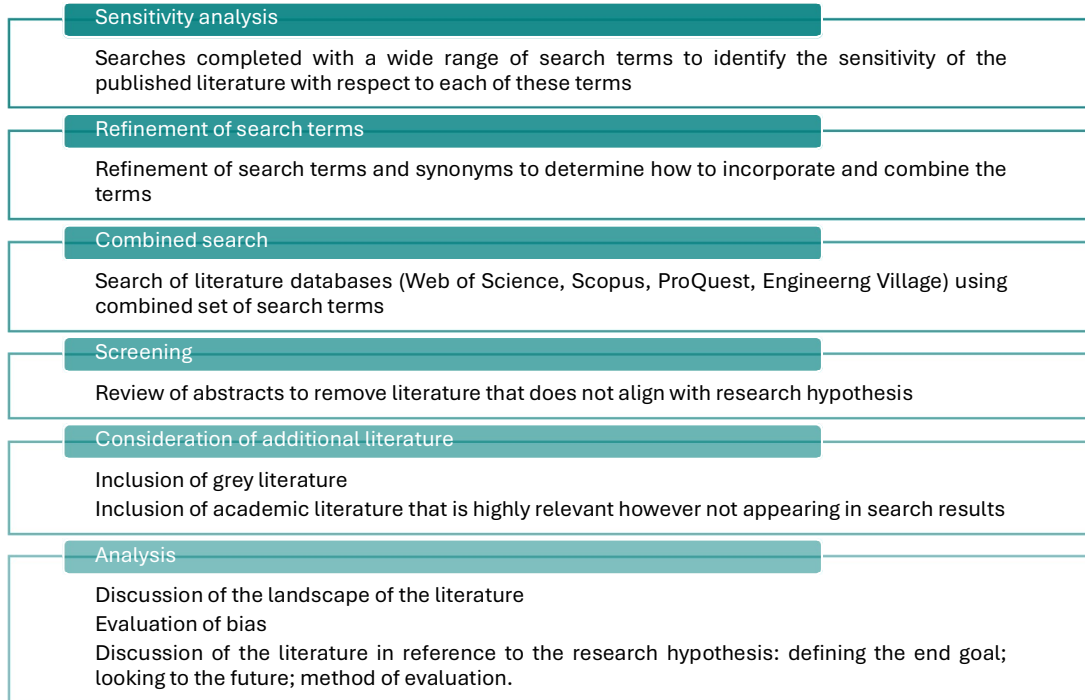 Sensitivity analysis
Searches completed with a wide range of search terms to identify the sensitivity of the
published literature with respect to each of these terms
Refinement of search terms
Refinement of search terms and synonyms to determine how to incorporate and combine the
terms
Combined search
Search of literature databases (Web of Science, Scopus, ProQuest, Engineerng Village) using
combined set of search terms
Screening
Review of abstracts to remove literature that does not align with research hypothesis
Consideration of additional literature
Inclusion of grey literature
Inclusion of academic literature that is highly relevant however not appearing in search results
Analysis
Discussion of the landscape of the literature
Evaluation of bias
Discussion of the literature in reference to the research hypothesis: defining the end goal;
looking to the future; method of evaluation.